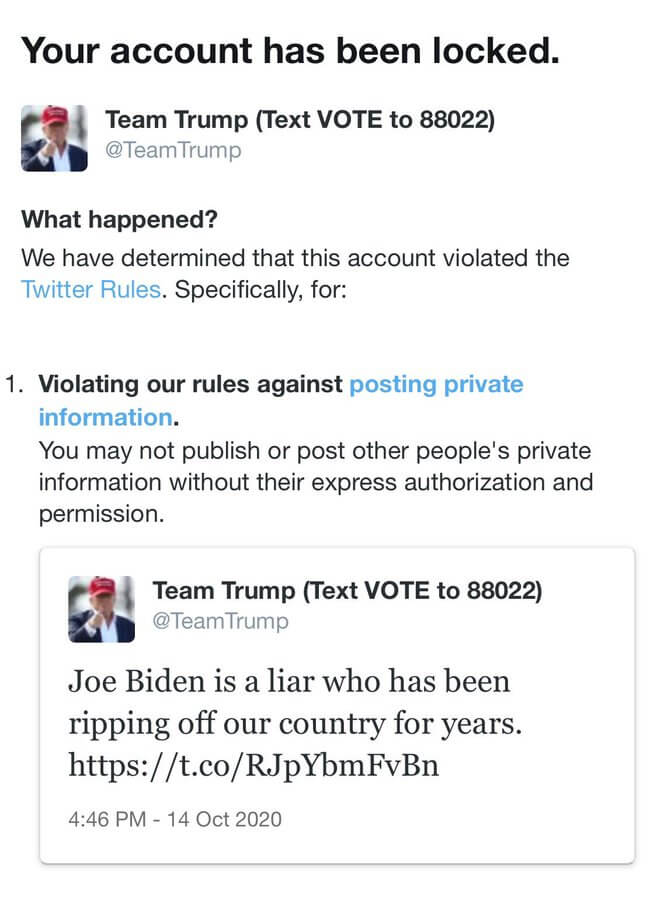 Your account has been locked.
Team Trump (Text VOTE to 88022)
@TeamTrump
What happened?
We have determined that this account violated the
Twitter Rules. Specifically, for:
1. Violating our rules against posting private
information.
You may not publish or post other people's private
information without their express authorization and
permission.
Team Trump (Text VOTE to 88022)
@TeamTrump
Joe Biden is a liar who has been
ripping off our country for years.
https://t.co/RJpYbmFvBn
4:46 PM - 14 Oct 2020